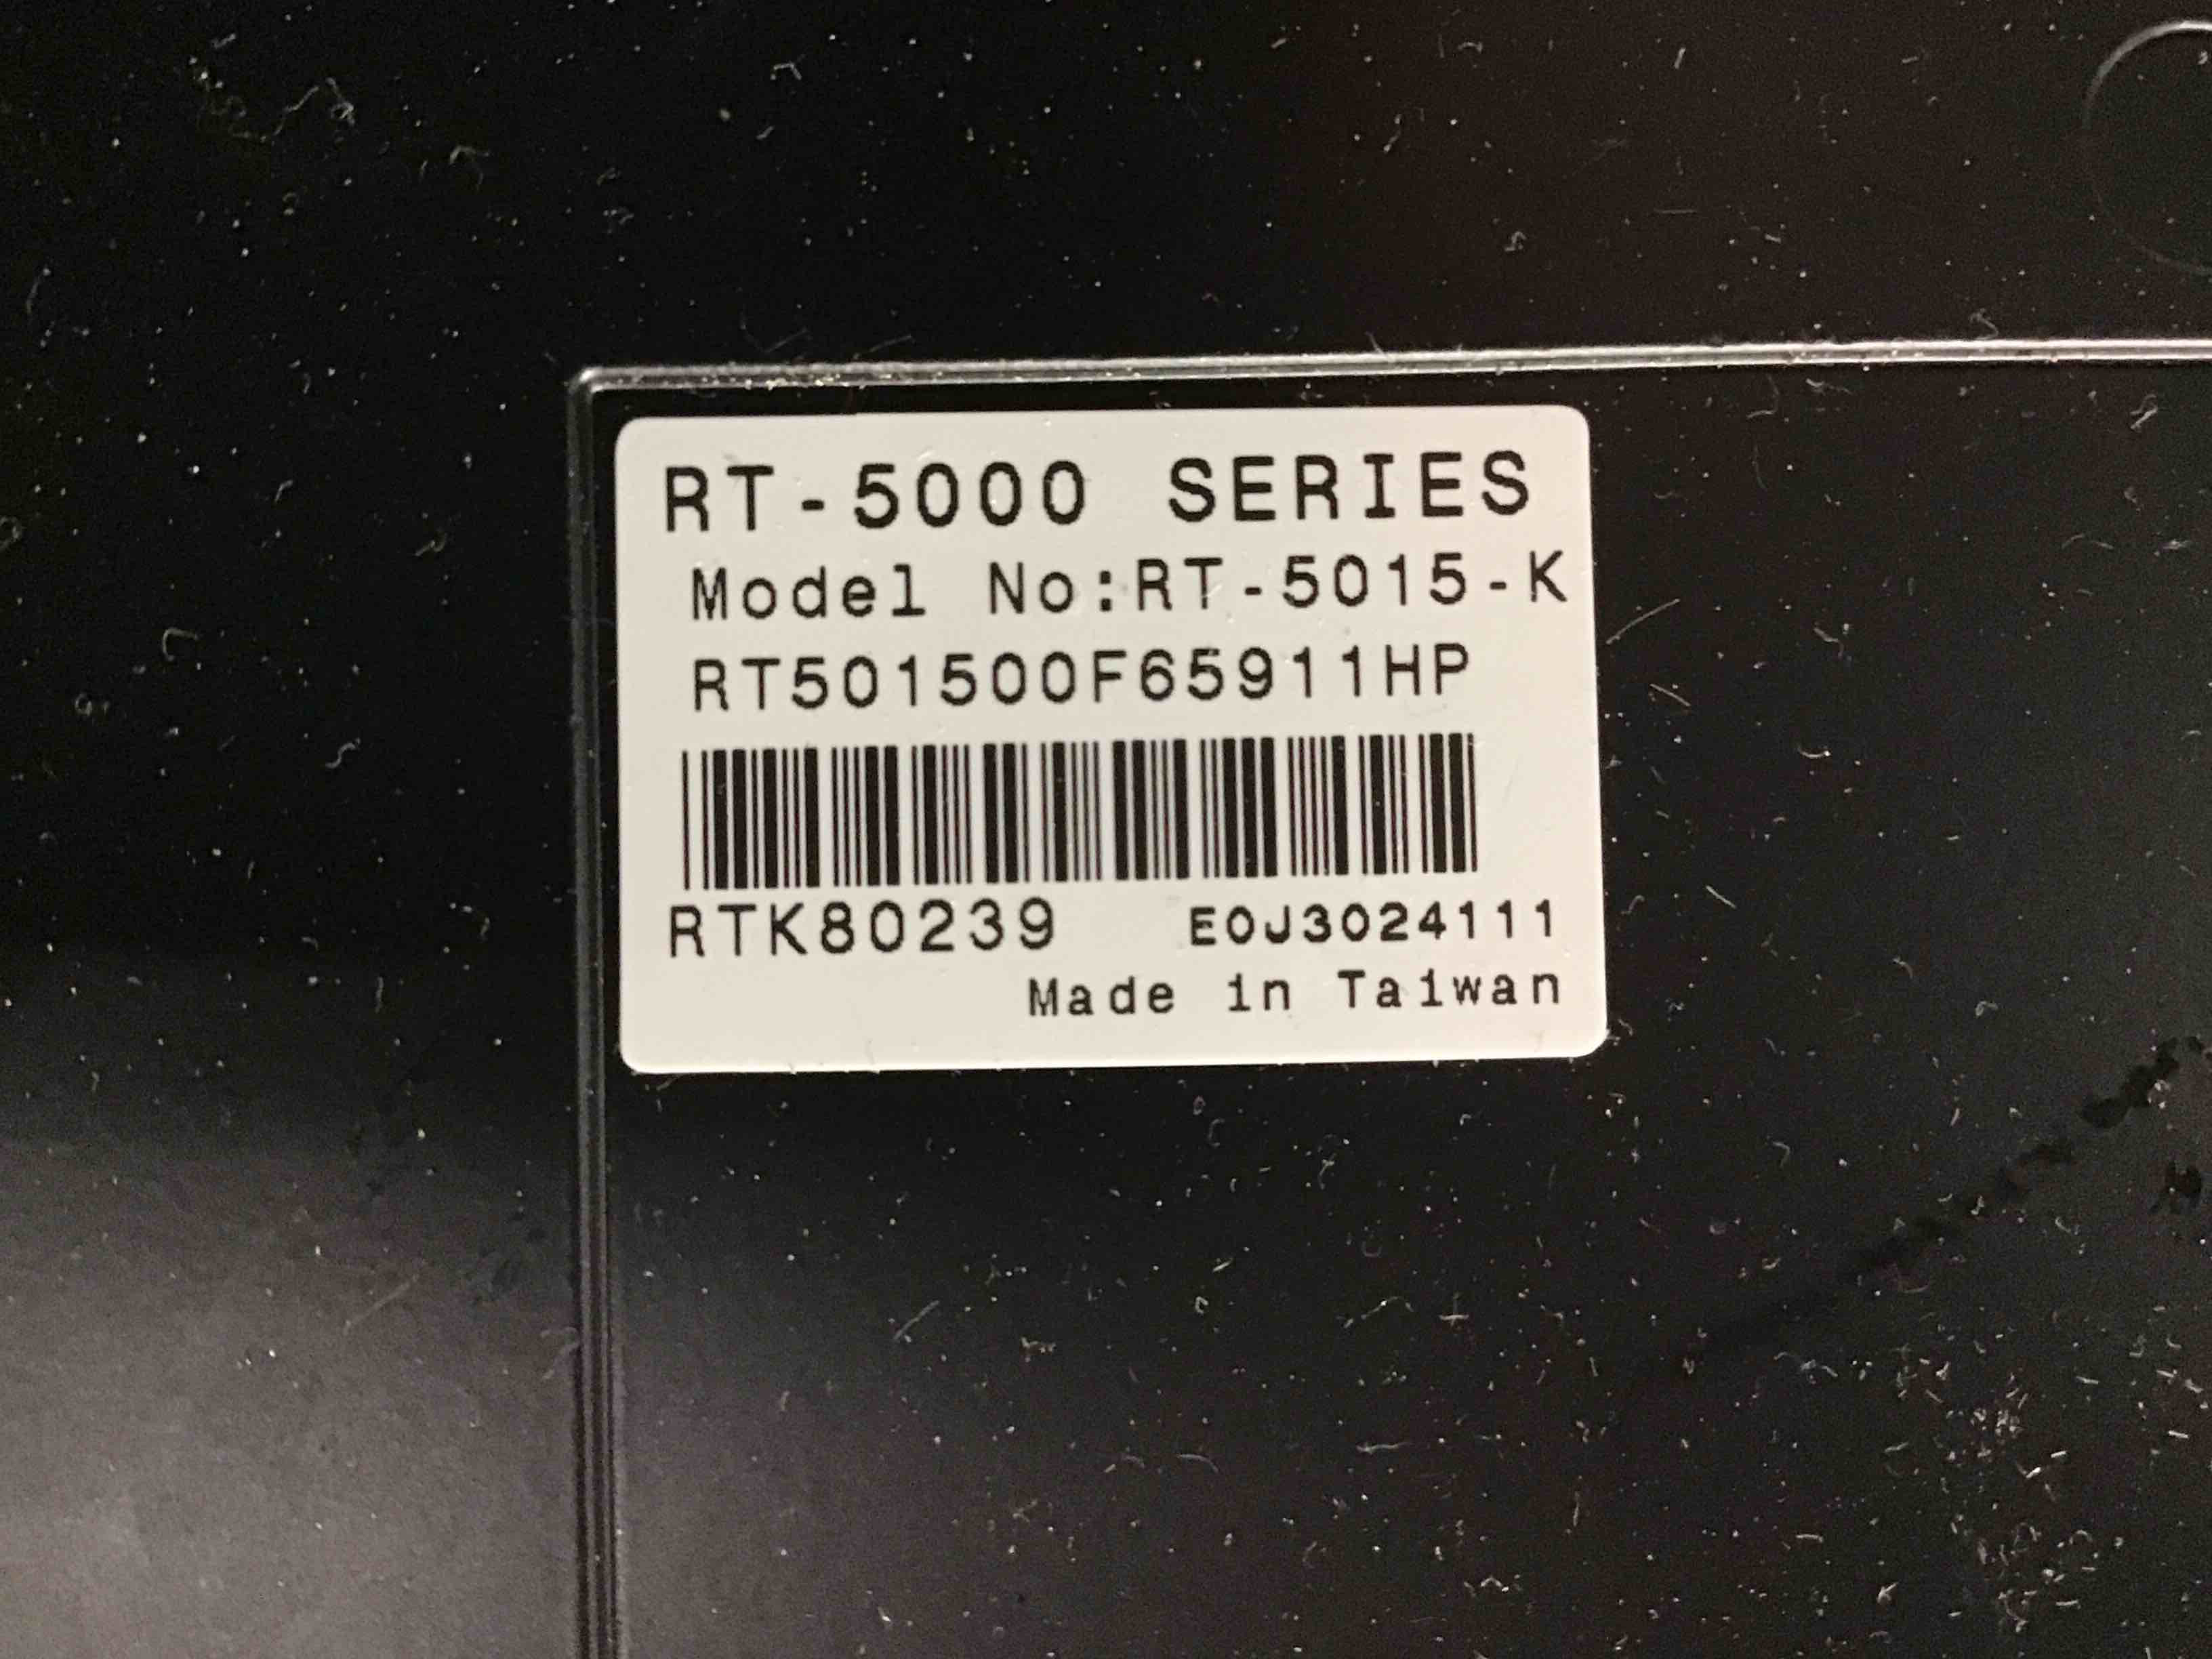 RT-5000 SERIES
Model No:RT-5015-K
RT501500F65911HP
RTK80239 E0J3024111
Made in Taiwan